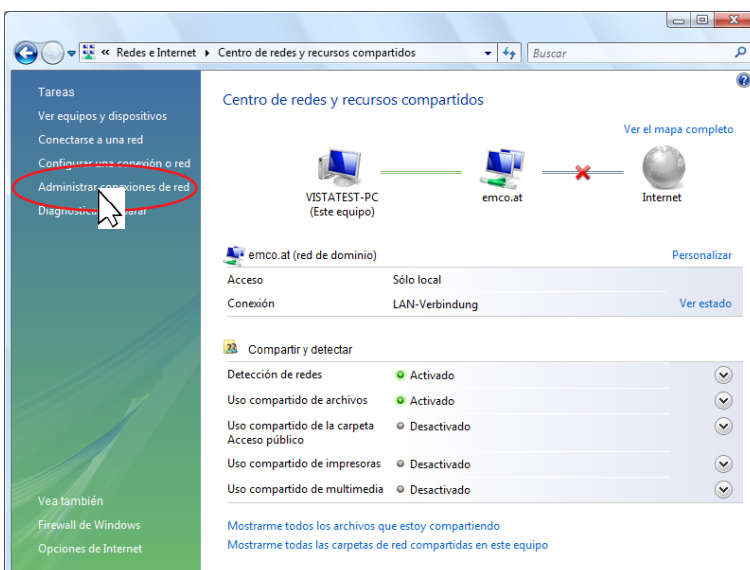 « Redes e Internet ▸ Centro de redes y recursos compartidos
Buscar
Tareas
Ver equipos y dispositivos
Conectarse a una red
Configurar una conexión o red
Administrar conexiones de red
Diagnosticar o reparar
Vea también
Firewall de Windows
Opciones de Internet
Centro de redes y recursos compartidos
Ver el mapa completo
VISTATEST-PC
(Este equipo)
emco.at
Internet
emco.at (red de dominio)
Personalizar
Acceso Sólo local
Conexión LAN-Verbindung Ver estado
Compartir y detectar
Detección de redes Activado
Uso compartido de archivos Activado
Uso compartido de la carpeta Desactivado
Acceso público
Uso compartido de impresoras Desactivado
Uso compartido de multimedia Desactivado
Mostrarme todos los archivos que estoy compartiendo
Mostrarme todas las carpetas de red compartidas en este equipo